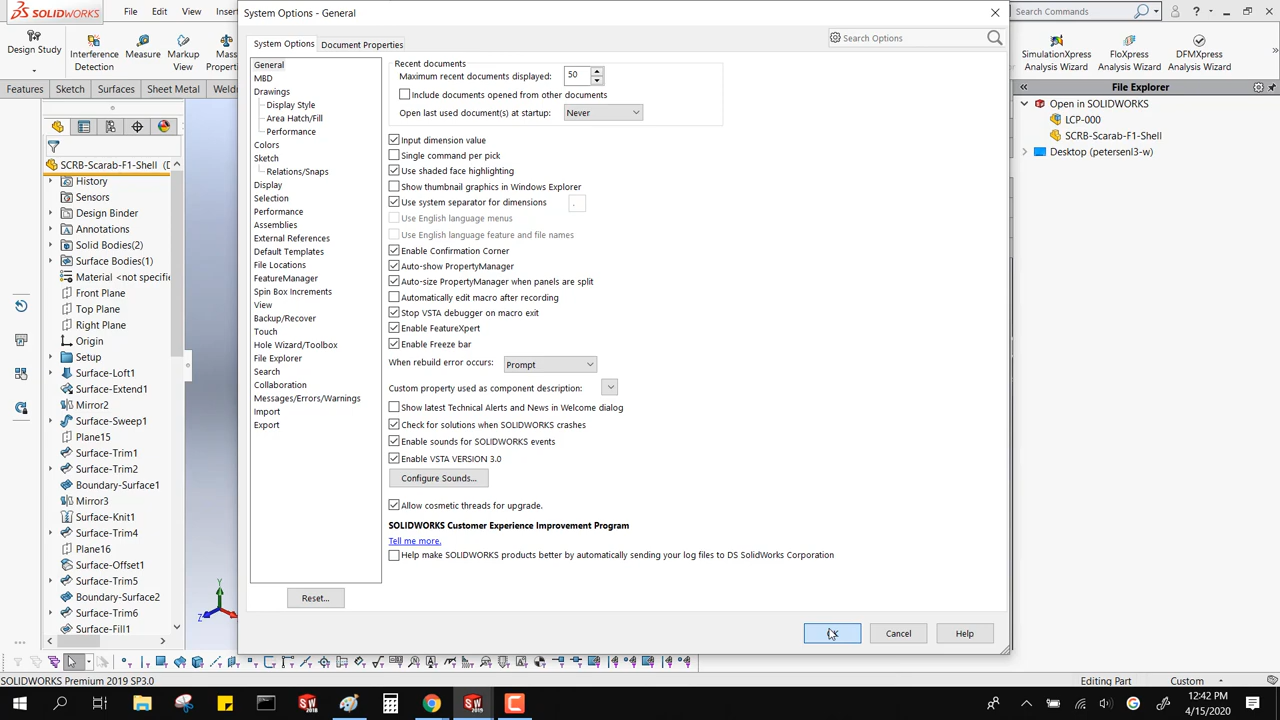 SOLIDWORKS
File Edit View
System Options - General
Search Commands
Design Study
Interference Detection
Measure
Markup View
Mass Propert
SimulationXpress Analysis Wizard
FloXpress Analysis Wizard
DFMXpress Analysis Wizard
Features Sketch Surfaces Sheet Metal Weld
System Options Document Properties
Search Options
File Explorer
Open in SOLIDWORKS
LCP-000
SCRB-Scarab-F1-Shell
Desktop (petersenl3-w)
SCRB-Scarab-F1-Shell
History
Sensors
Design Binder
Annotations
Solid Bodies(2)
Surface Bodies(1)
Material <not specifie
Front Plane
Top Plane
Right Plane
Origin
Setup
Surface-Loft1
Surface-Extend1
Mirror2
Surface-Sweep1
Plane15
Surface-Trim1
Surface-Trim2
Boundary-Surface1
Mirror3
Surface-Knit1
Surface-Trim4
Plane16
Surface-Offset1
Surface-Trim5
Boundary-Surface2
Surface-Trim6
Surface-Fill1
Y
Z
General
MBD
Drawings
Display Style
Area Hatch/Fill
Performance
Colors
Sketch
Relations/Snaps
Display
Selection
Performance
Assemblies
External References
Default Templates
File Locations
FeatureManager
Spin Box Increments
View
Backup/Recover
Touch
Hole Wizard/Toolbox
File Explorer
Search
Collaboration
Messages/Errors/Warnings
Import
Export
Reset...
Recent documents
Maximum recent documents displayed: 50
Include documents opened from other documents
Open last used document(s) at startup: Never
Input dimension value
Single command per pick
Use shaded face highlighting
Show thumbnail graphics in Windows Explorer
Use system separator for dimensions .
Use English language menus
Use English language feature and file names
Enable Confirmation Corner
Auto-show PropertyManager
Auto-size PropertyManager when panels are split
Automatically edit macro after recording
Stop VSTA debugger on macro exit
Enable FeatureXpert
Enable Freeze bar
When rebuild error occurs: Prompt
Custom property used as component description:
Show latest Technical Alerts and News in Welcome dialog
Check for solutions when SOLIDWORKS crashes
Enable sounds for SOLIDWORKS events
Enable VSTA VERSION 3.0
Configure Sounds...
Allow cosmetic threads for upgrade.
SOLIDWORKS Customer Experience Improvement Program
Tell me more.
Help make SOLIDWORKS products better by automatically sending your log files to DS SolidWorks Corporation
Cancel Help
SOLIDWORKS Premium 2019 SP3.0
Editing Part Custom
12:42 PM
4/15/2020